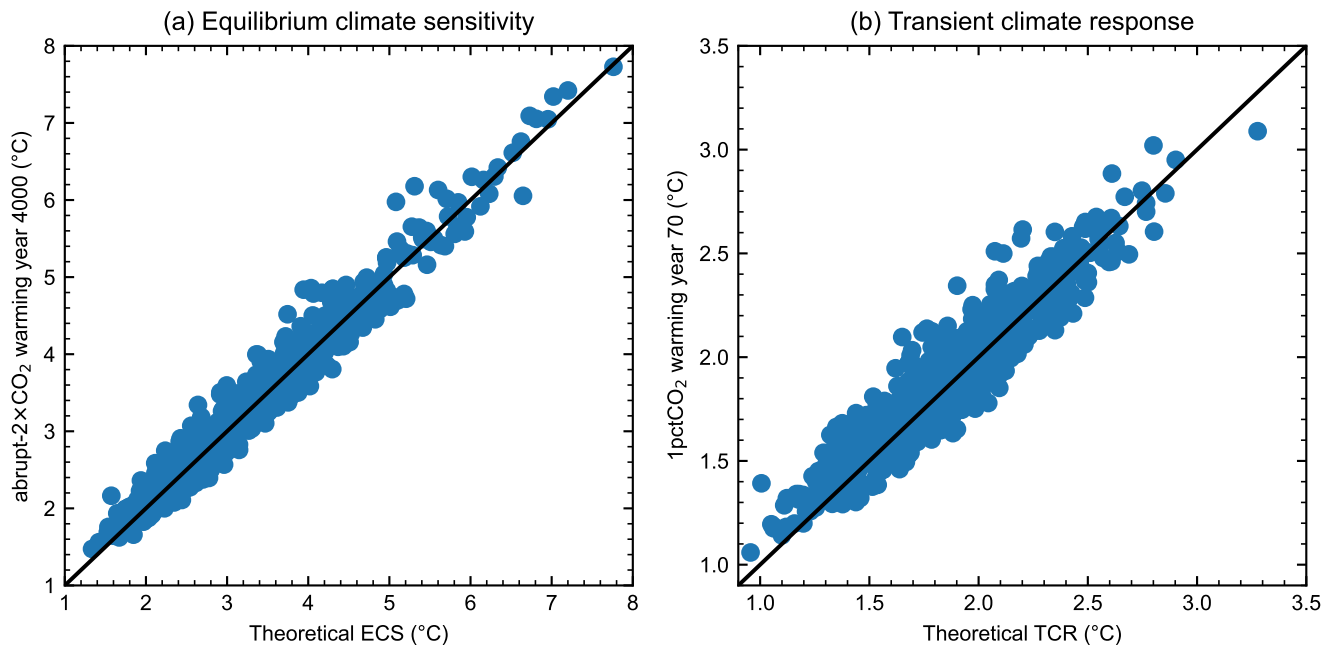 (a) Equilibrium climate sensitivity
8
7
6
5
4
3
2
1
abrupt-2×CO₂ warming year 4000 (°C)
1 2 3 4 5 6 7 8
Theoretical ECS (°C)
(b) Transient climate response
3.5
3.0
2.5
2.0
1.5
1.0
1pctCO₂ warming year 70 (°C)
1.0 1.5 2.0 2.5 3.0 3.5
Theoretical TCR (°C)